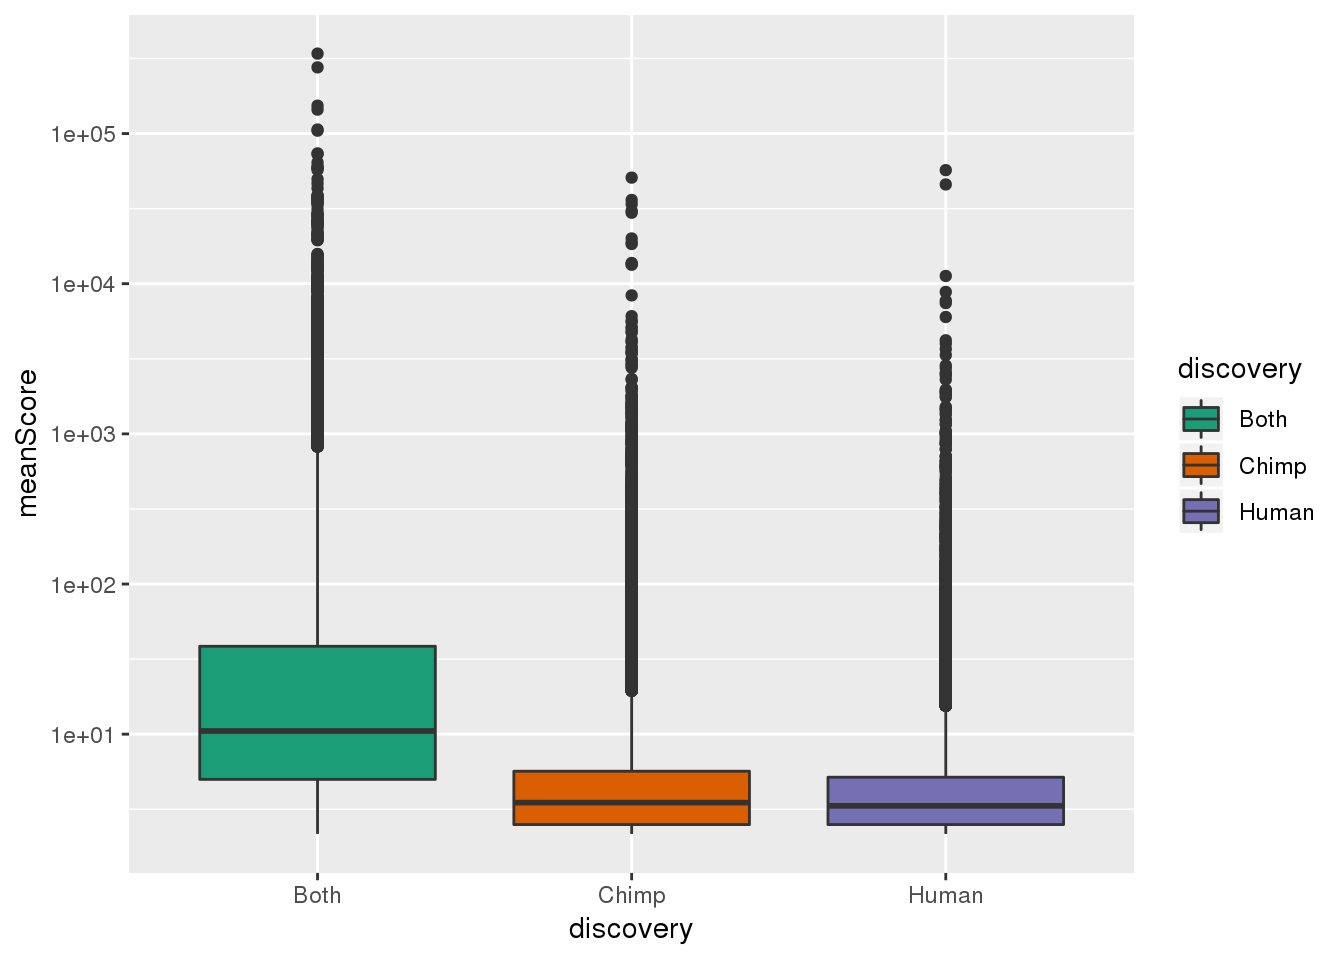 1e+05
1e+04
1e+03
1e+02
1e+01
meanScore
Both
Chimp
Human
discovery
discovery
Both
Chimp
Human